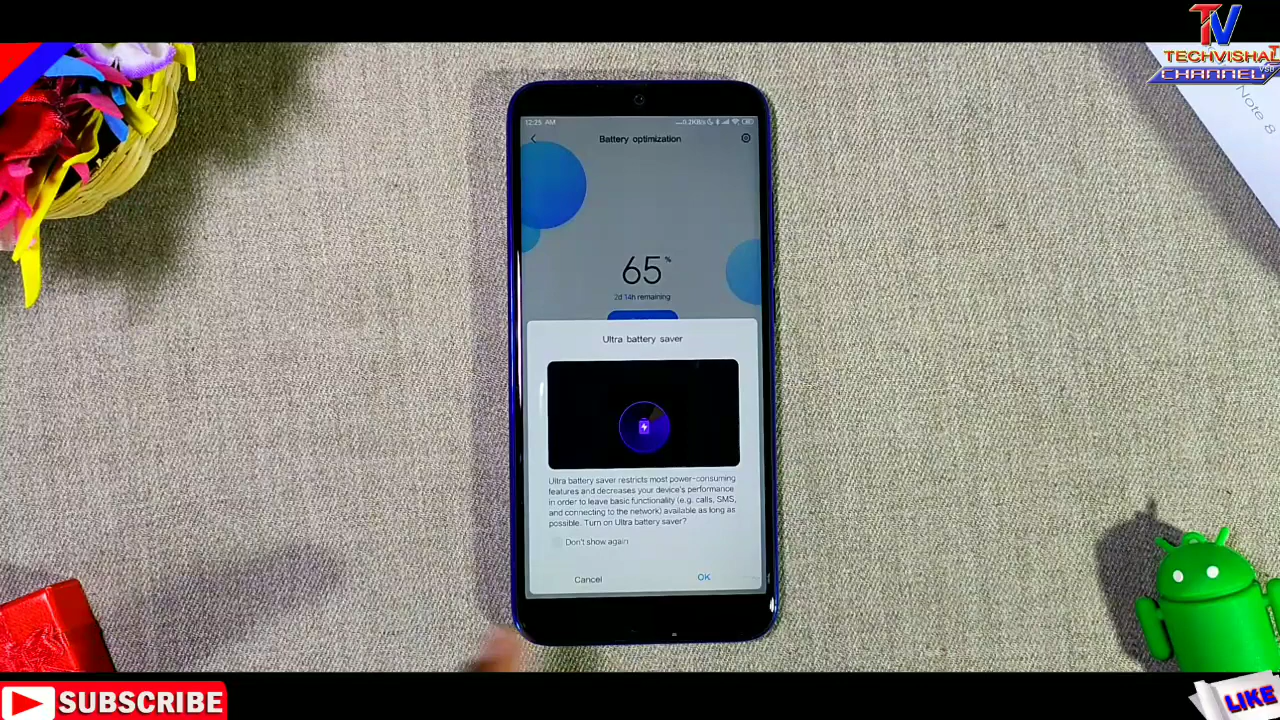 TV
TECHVISHAL
CHANNEL
VSB
Note 8
12:25 AM
Battery optimization
65 %
2d 14h remaining
Ultra battery saver
Ultra battery saver restricts most power-consuming
features and decreases your device's performance
in order to leave basic functionality (e.g. calls, SMS,
and connecting to the network) available as long as
possible. Turn on Ultra battery saver?
Don't show again
Cancel
OK
SUBSCRIBE
LIKE